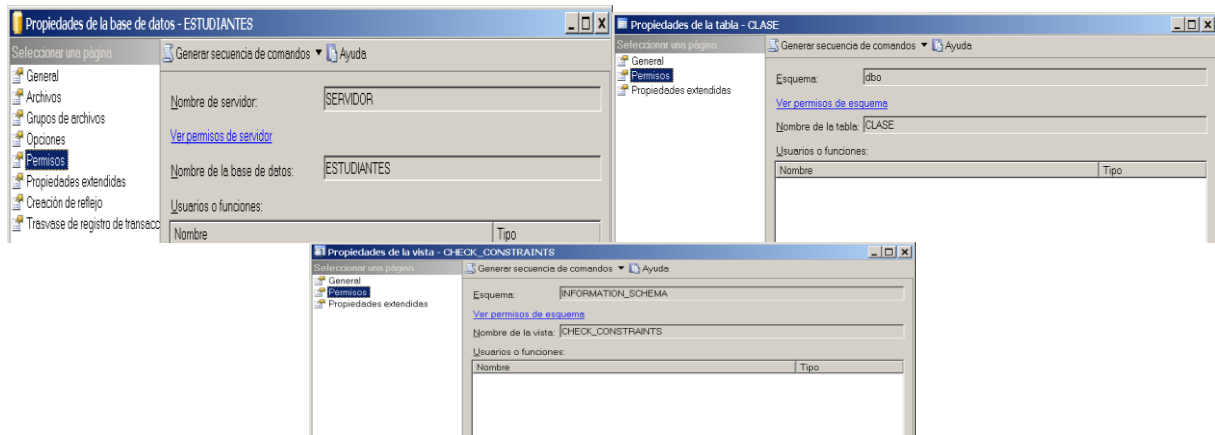 Propiedades de la base de datos - ESTUDIANTES
Seleccionar una página
Generar secuencia de comandos Ayuda
General
Archivos
Grupos de archivos
Opciones
Permisos
Propiedades extendidas
Creación de reflejo
Trasvase de registro de transacc
Nombre de servidor: SERVIDOR
Ver permisos de servidor
Nombre de la base de datos: ESTUDIANTES
Usuarios o funciones:
Nombre Tipo
Propiedades de la tabla - CLASE
Seleccionar una página
Generar secuencia de comandos Ayuda
General
Permisos
Propiedades extendidas
Esquema: dbo
Ver permisos de esquema
Nombre de la tabla: CLASE
Usuarios o funciones:
Nombre Tipo
Propiedades de la vista - CHECK_CONSTRAINTS
Seleccionar una página
Generar secuencia de comandos Ayuda
General
Permisos
Propiedades extendidas
Esquema: INFORMATION_SCHEMA
Ver permisos de esquema
Nombre de la vista: CHECK_CONSTRAINTS
Usuarios o funciones:
Nombre Tipo